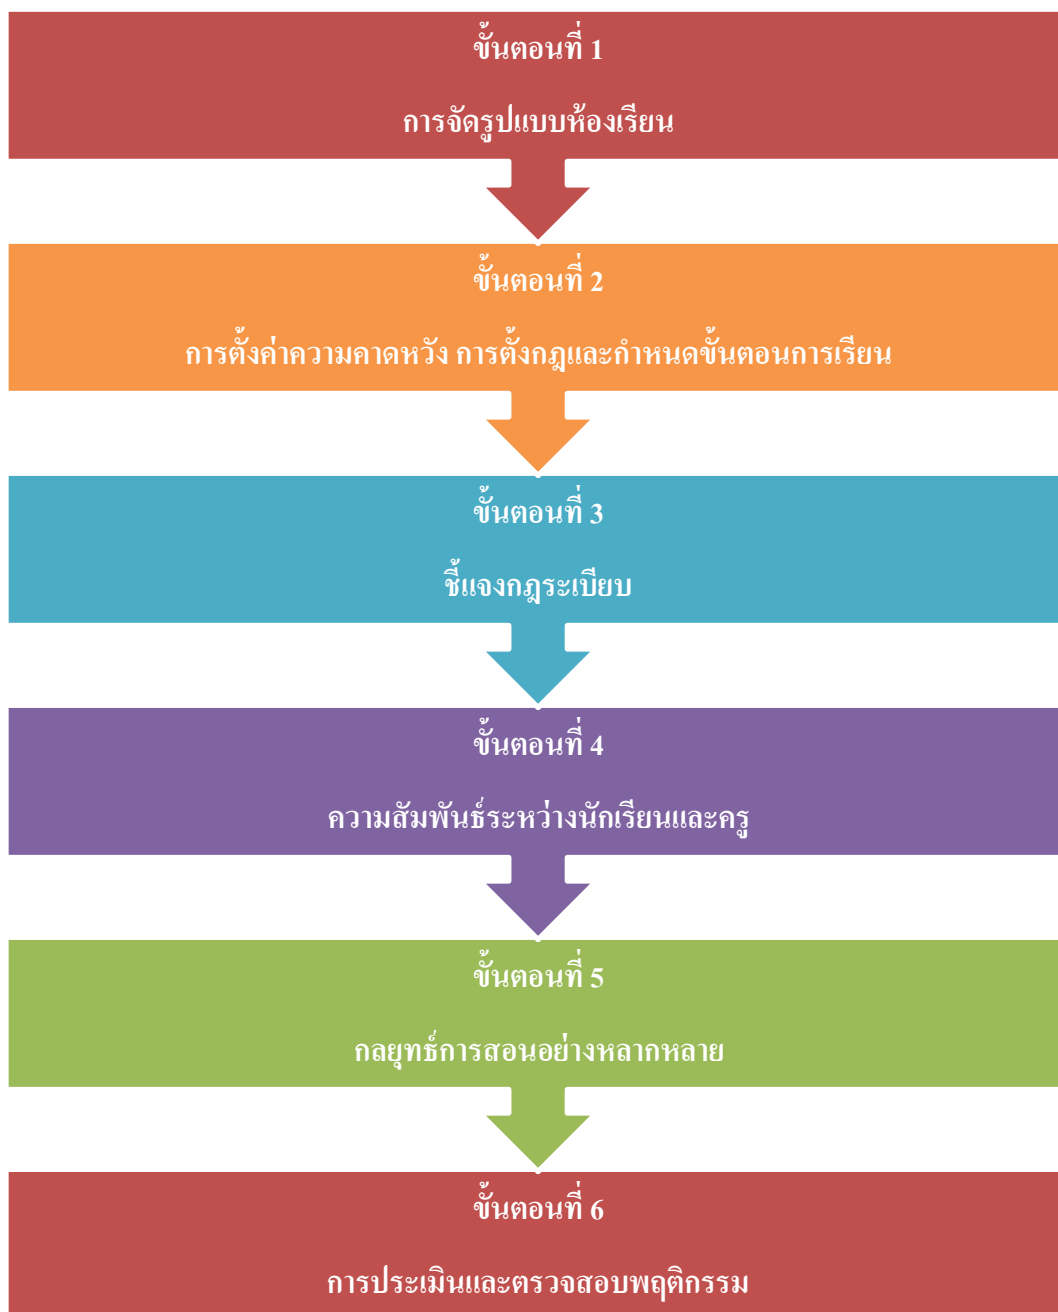 ขั้นตอนที่ 1
การจัดรูปแบบห้องเรียน
ขั้นตอนที่ 2
การตั้งค่าความคาดหวัง การตั้งกฎและกำหนดขั้นตอนการเรียน
ขั้นตอนที่ 3
ชี้แจงกฎระเบียบ
ขั้นตอนที่ 4
ความสัมพันธ์ระหว่างนักเรียนและครู
ขั้นตอนที่ 5
กลยุทธ์การสอนอย่างหลากหลาย
ขั้นตอนที่ 6
การประเมินและตรวจสอบพฤติกรรม